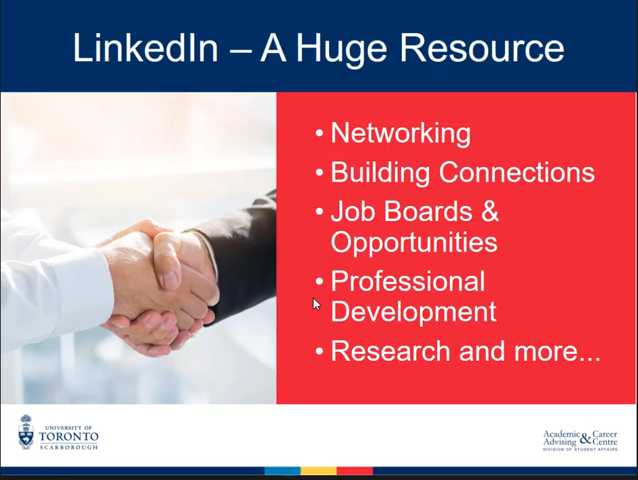 LinkedIn – A Huge Resource
• Networking
• Building Connections
• Job Boards &
Opportunities
• Professional
Development
• Research and more...
UNIVERSITY OF
TORONTO
SCARBOROUGH
Academic & Career
Advising Centre
DIVISION OF STUDENT AFFAIRS